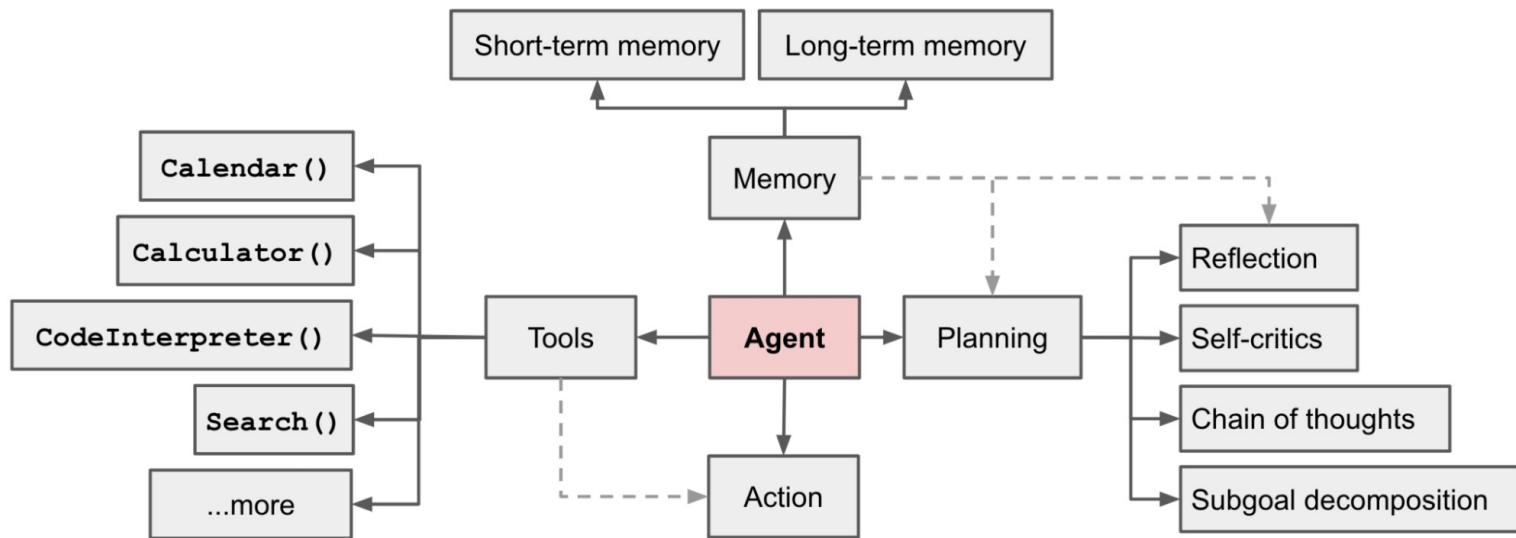 Short-term memory
Long-term memory
Calendar()
Memory
Calculator()
Reflection
CodeInterpreter()
Tools
Agent
Planning
Self-critics
Search()
Chain of thoughts
...more
Action
Subgoal decomposition